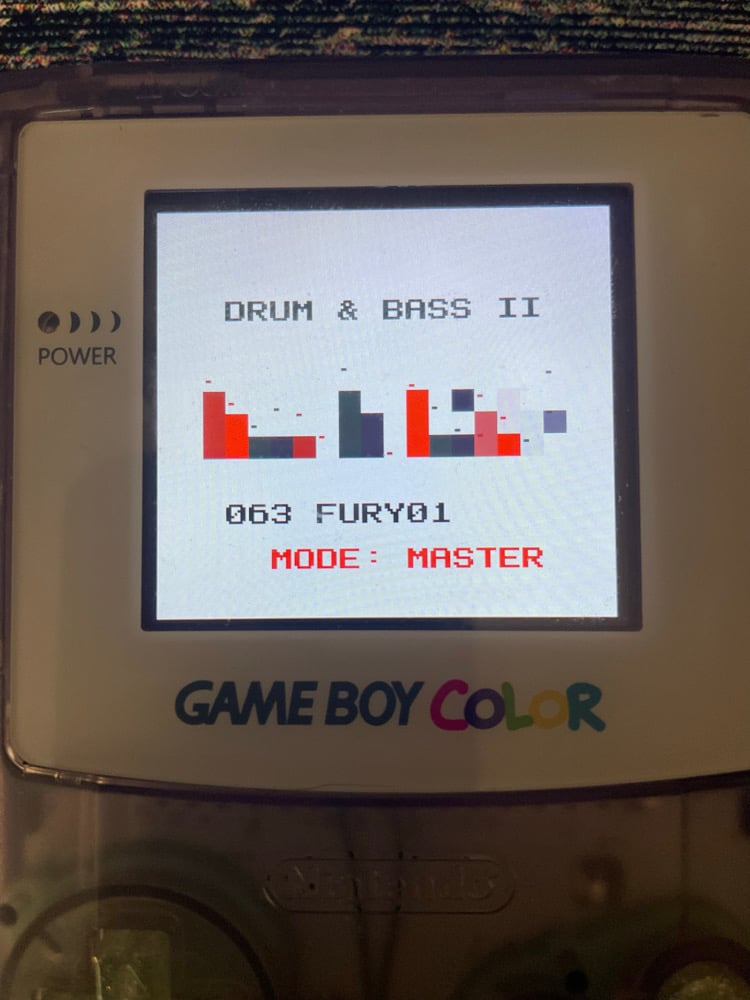 DRUM & BASS II
POWER
063 FURY01
MODE: MASTER
GAME BOY COLOR
Nintendo